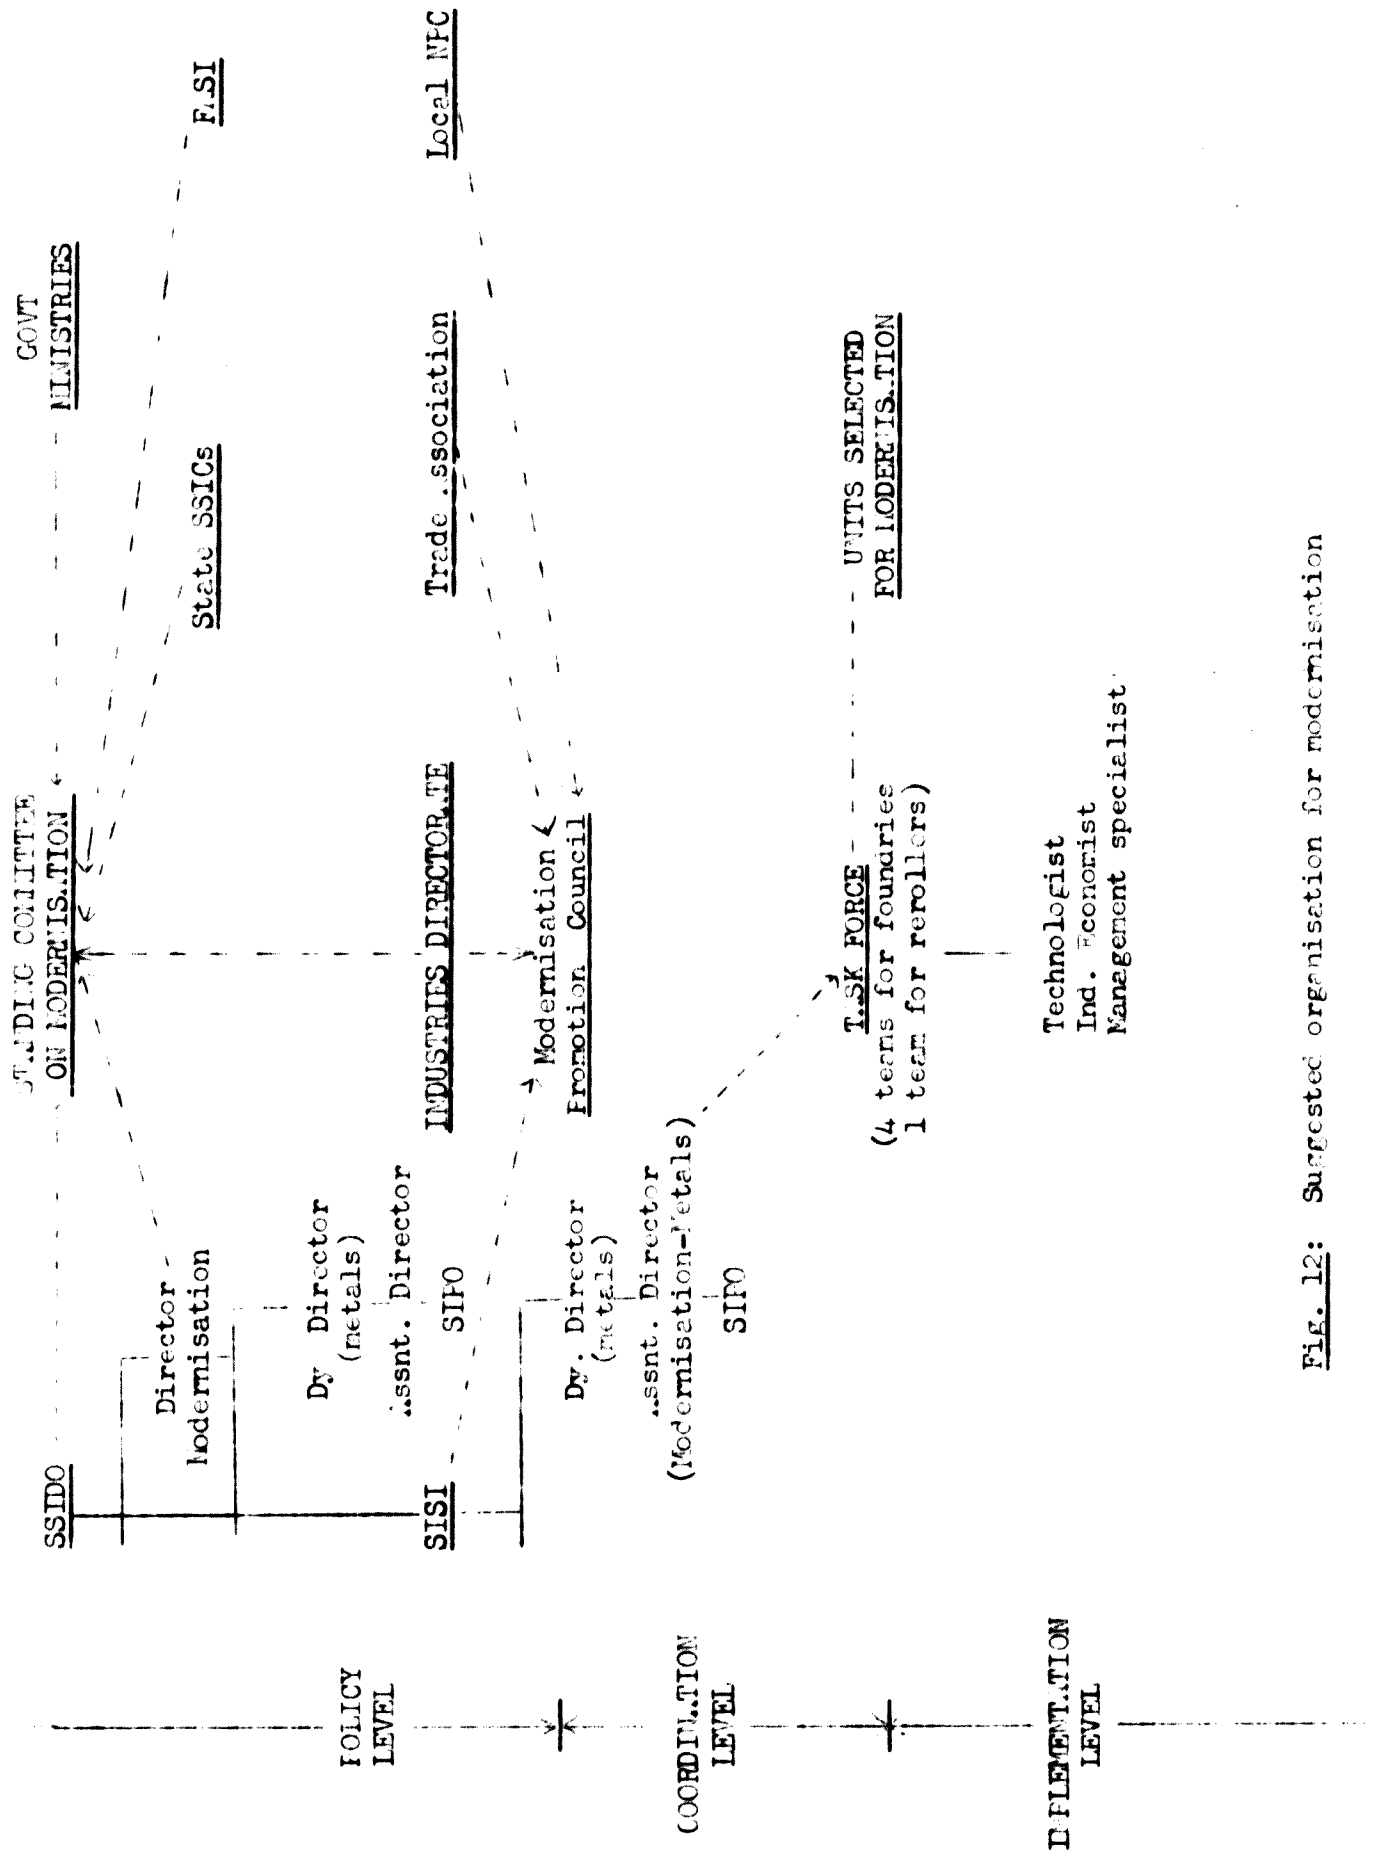 STANDING COMMITTEE
ON MODERNISATION
GOVT
MINISTRIES
SSIDO
Director
Modernisation
State SSICs
FASI
POLICY
LEVEL
Dy Director
(metals)
Assnt. Director
SIPO
SISI
INDUSTRIES DIRECTORATE
Trade Association
Local NPC
Modernisation
Promotion Council
Dy. Director
(metals)
Assnt. Director
(Modernisation-Metals)
SIPO
COORDINATION
LEVEL
TASK FORCE
(4 teams for foundries
1 team for rerollers)
UNITS SELECTED
FOR MODERNISATION
Technologist
Ind. Economist
Management specialist
IMPLEMENTATION
LEVEL
Fig. 12: Suggested organisation for modernisation